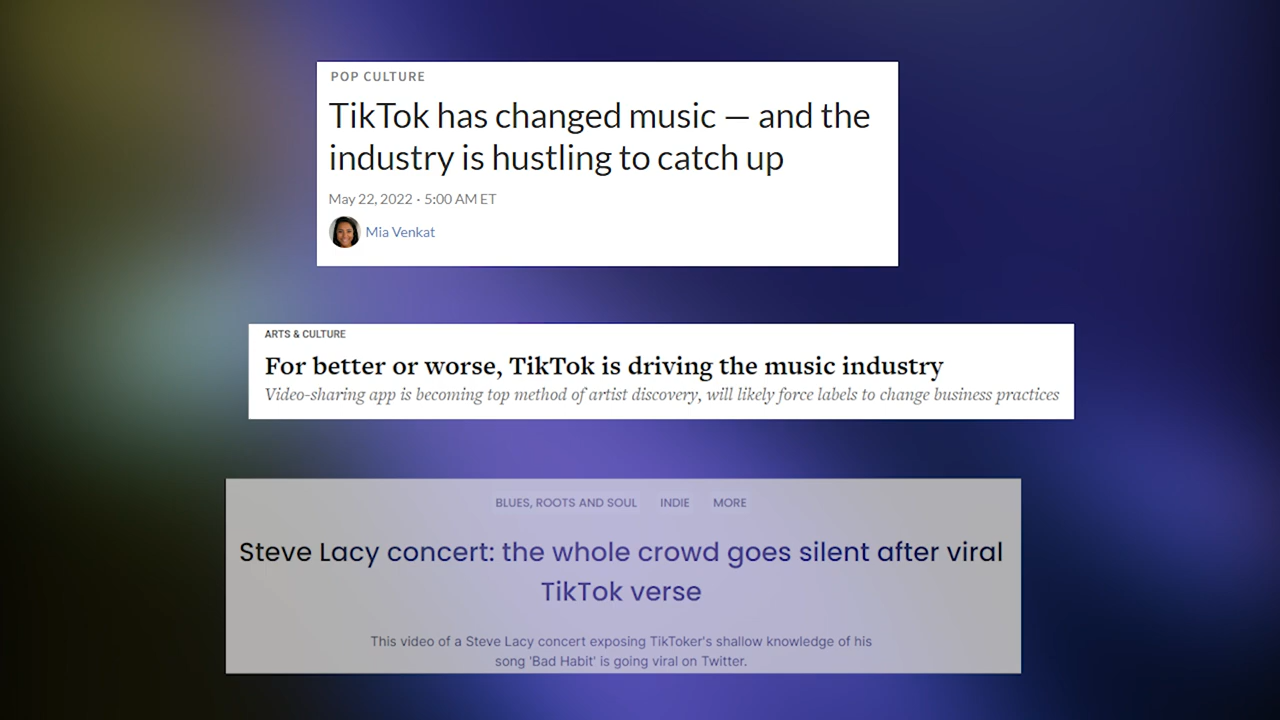 POP CULTURE
TikTok has changed music — and the
industry is hustling to catch up
May 22, 2022 · 5:00 AM ET
Mia Venkat
ARTS & CULTURE
For better or worse, TikTok is driving the music industry
Video-sharing app is becoming top method of artist discovery, will likely force labels to change business practices
BLUES, ROOTS AND SOUL INDIE MORE
Steve Lacy concert: the whole crowd goes silent after viral
TikTok verse
This video of a Steve Lacy concert exposing TikToker's shallow knowledge of his
song 'Bad Habit' is going viral on Twitter.